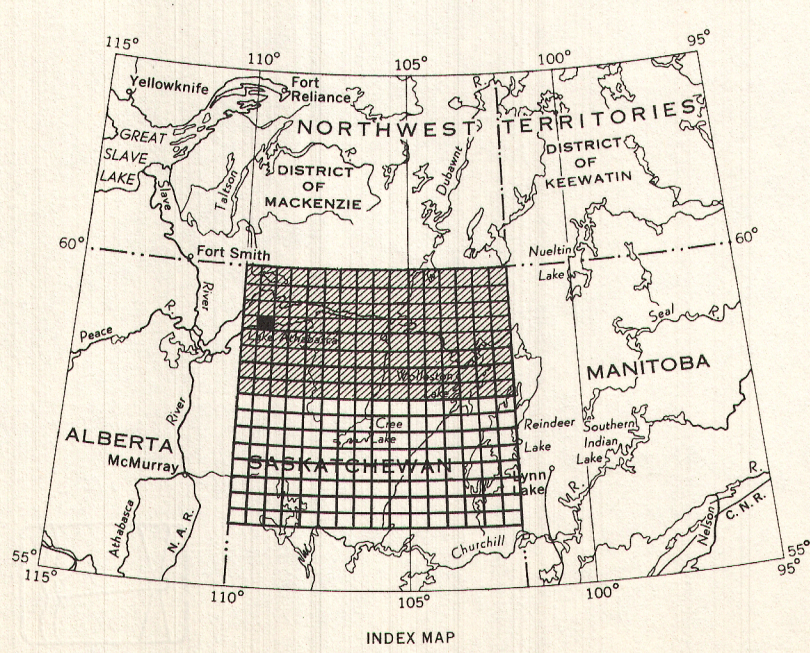 115°
110°
105°
100°
95°
Yellowknife
Fort
Reliance
R.
NORTHWEST TERRITORIES
GREAT
SLAVE
LAKE
Slave
River
Taltson
R.
DISTRICT
OF
MACKENZIE
Dubawnt
DISTRICT
OF
KEEWATIN
60°
Fort Smith
Nueltin
Lake
60°
Peace
R.
Lake Athabasca
Wollaston
Lake
Seal
R.
MANITOBA
River
Cree
Lake
Reindeer
Lake
Southern
Indian
Lake
ALBERTA
McMurray
SASKATCHEWAN
Lynn
Lake
R.
R.
Athabasca
N. A. R.
Churchill
Nelson
C. N. R.
55°
115°
110°
105°
100°
55°
95°
INDEX MAP